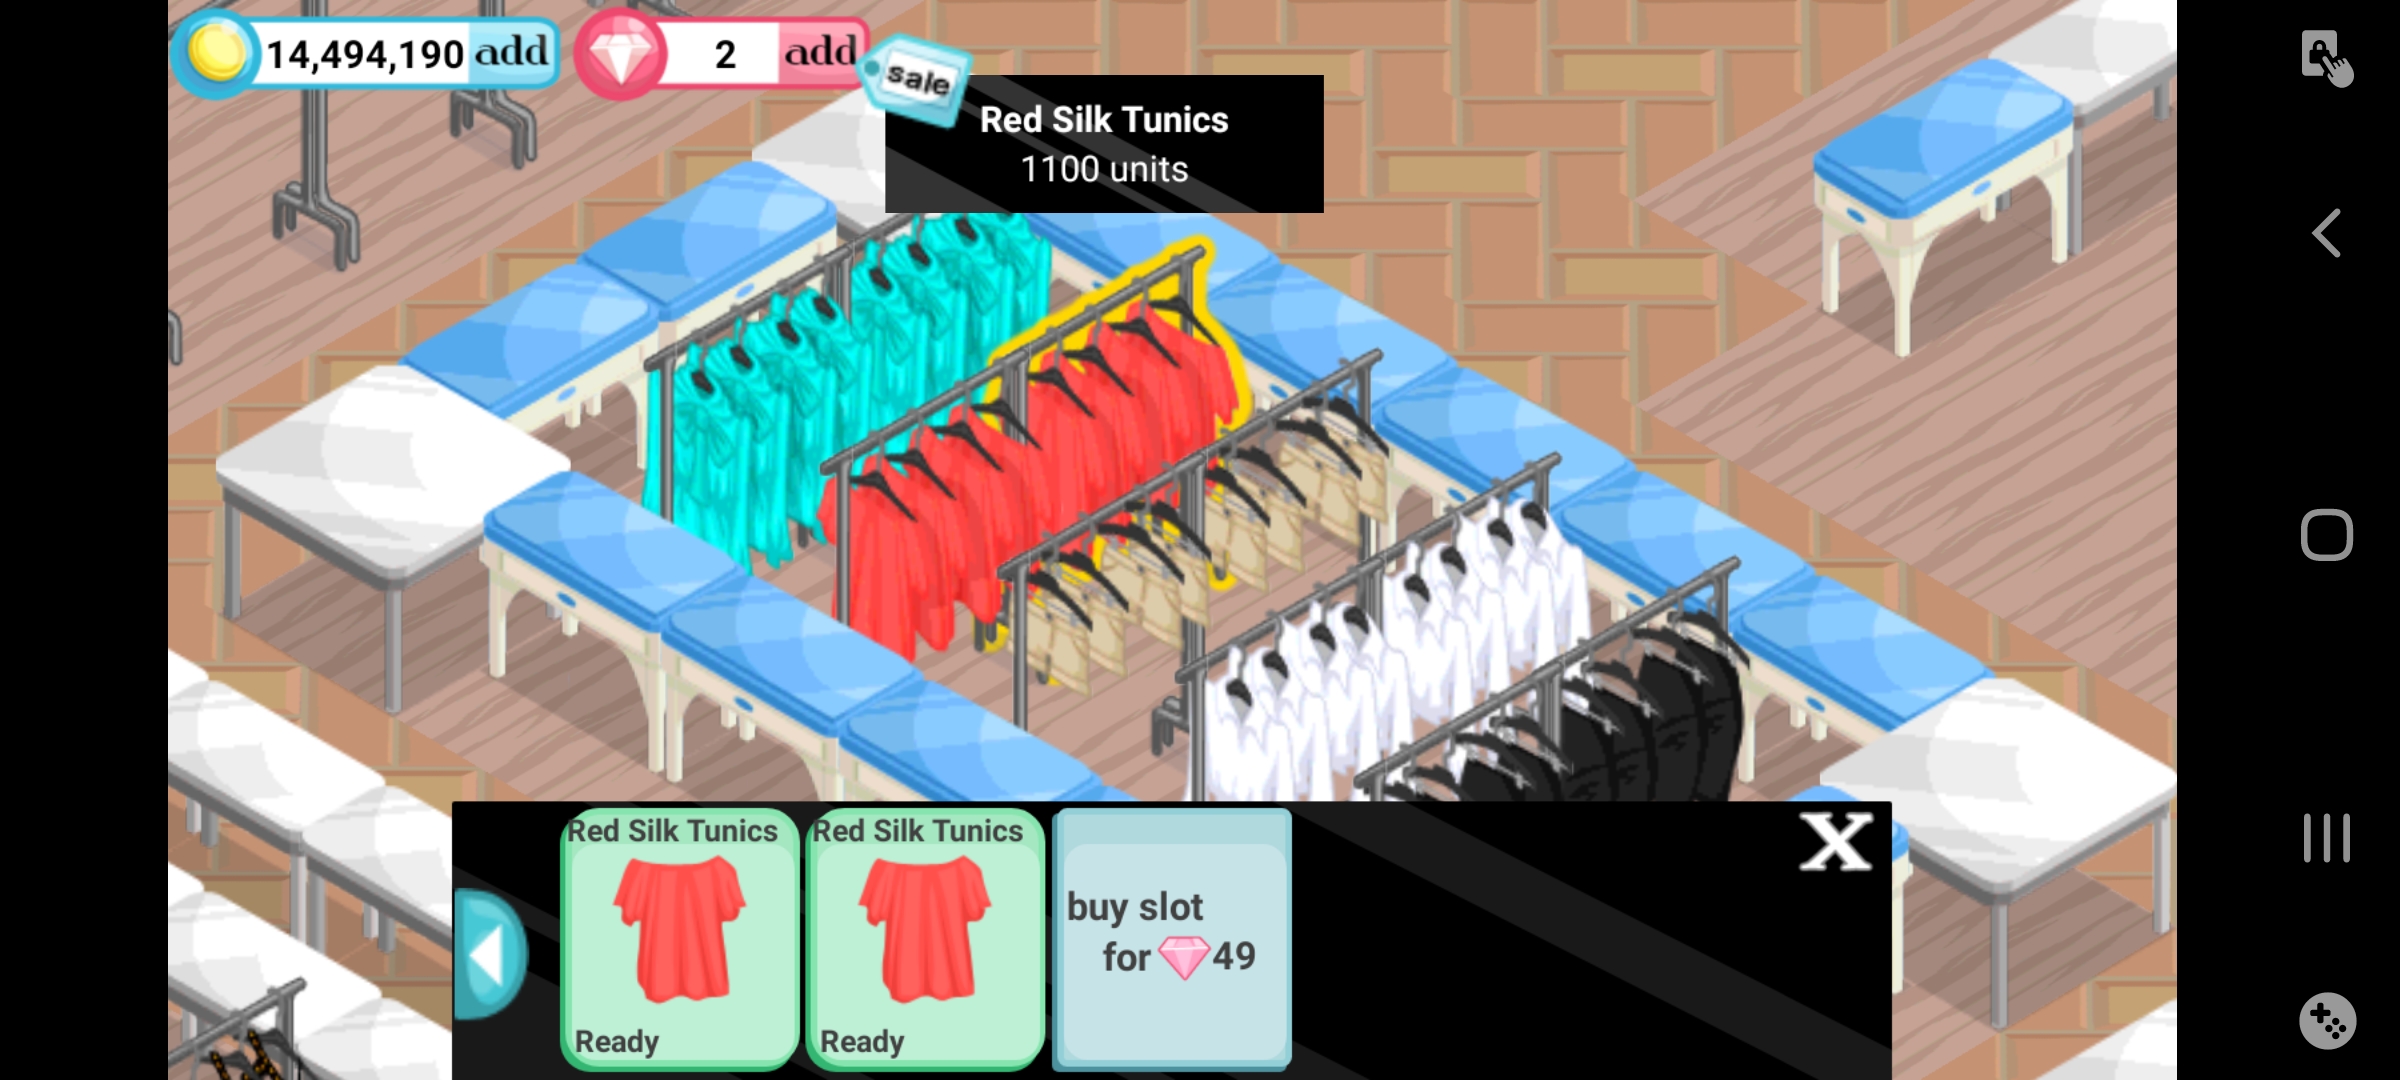 14,494,190 add
2 add
sale
Red Silk Tunics
1100 units
Red Silk Tunics
Ready
Red Silk Tunics
Ready
buy slot
for 49
X